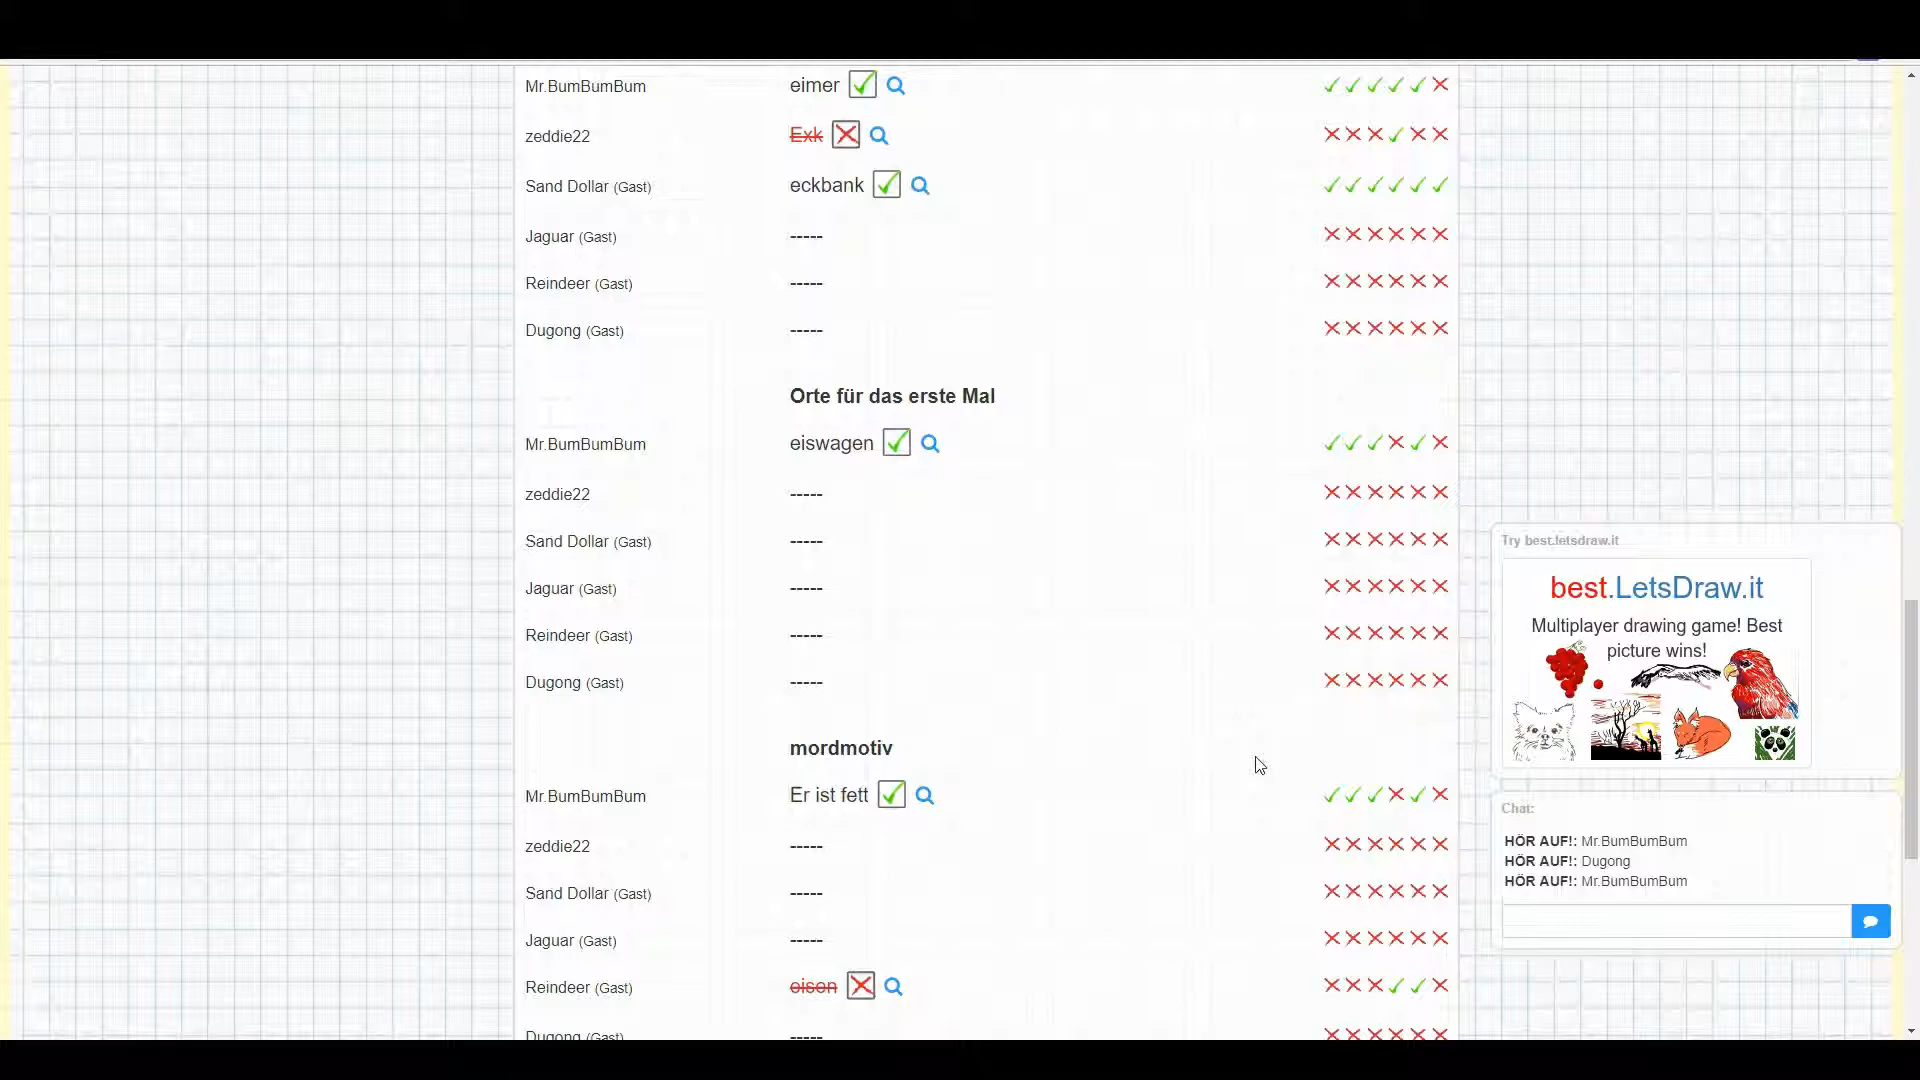 Mr.BumBumBum eimer
zeddie22 Exk
Sand Dollar (Gast) eckbank
Jaguar (Gast) -----
Reindeer (Gast) -----
Dugong (Gast) -----
Orte für das erste Mal
Mr.BumBumBum eiswagen
zeddie22 -----
Sand Dollar (Gast) -----
Jaguar (Gast) -----
Reindeer (Gast) -----
Dugong (Gast) -----
mordmotiv
Mr.BumBumBum Er ist fett
zeddie22 -----
Sand Dollar (Gast) -----
Jaguar (Gast) -----
Reindeer (Gast) eisen
Dugong (Gast) -----
Try best.letsdraw.it
best.LetsDraw.it
Multiplayer drawing game! Best
picture wins!
Chat:
HÖR AUF!: Mr.BumBumBum
HÖR AUF!: Dugong
HÖR AUF!: Mr.BumBumBum